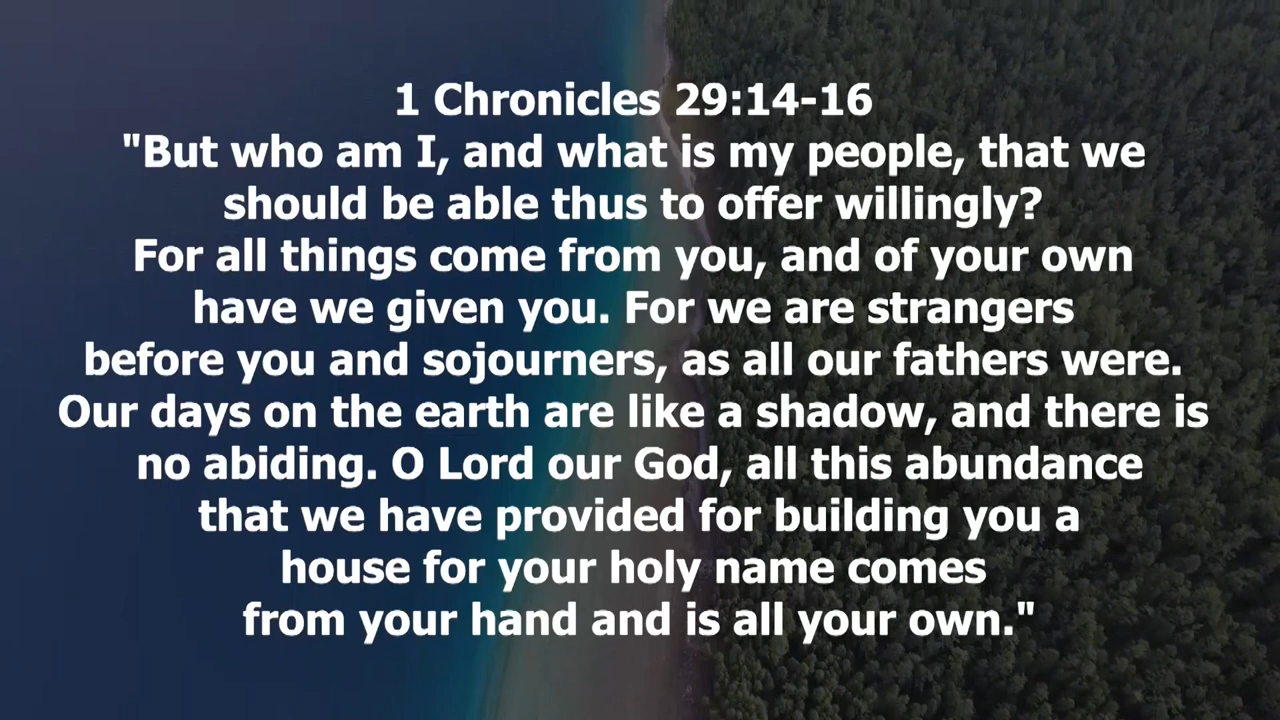 1 Chronicles 29:14-16
"But who am I, and what is my people, that we
should be able thus to offer willingly?
For all things come from you, and of your own
have we given you. For we are strangers
before you and sojourners, as all our fathers were.
Our days on the earth are like a shadow, and there is
no abiding. O Lord our God, all this abundance
that we have provided for building you a
house for your holy name comes
from your hand and is all your own."